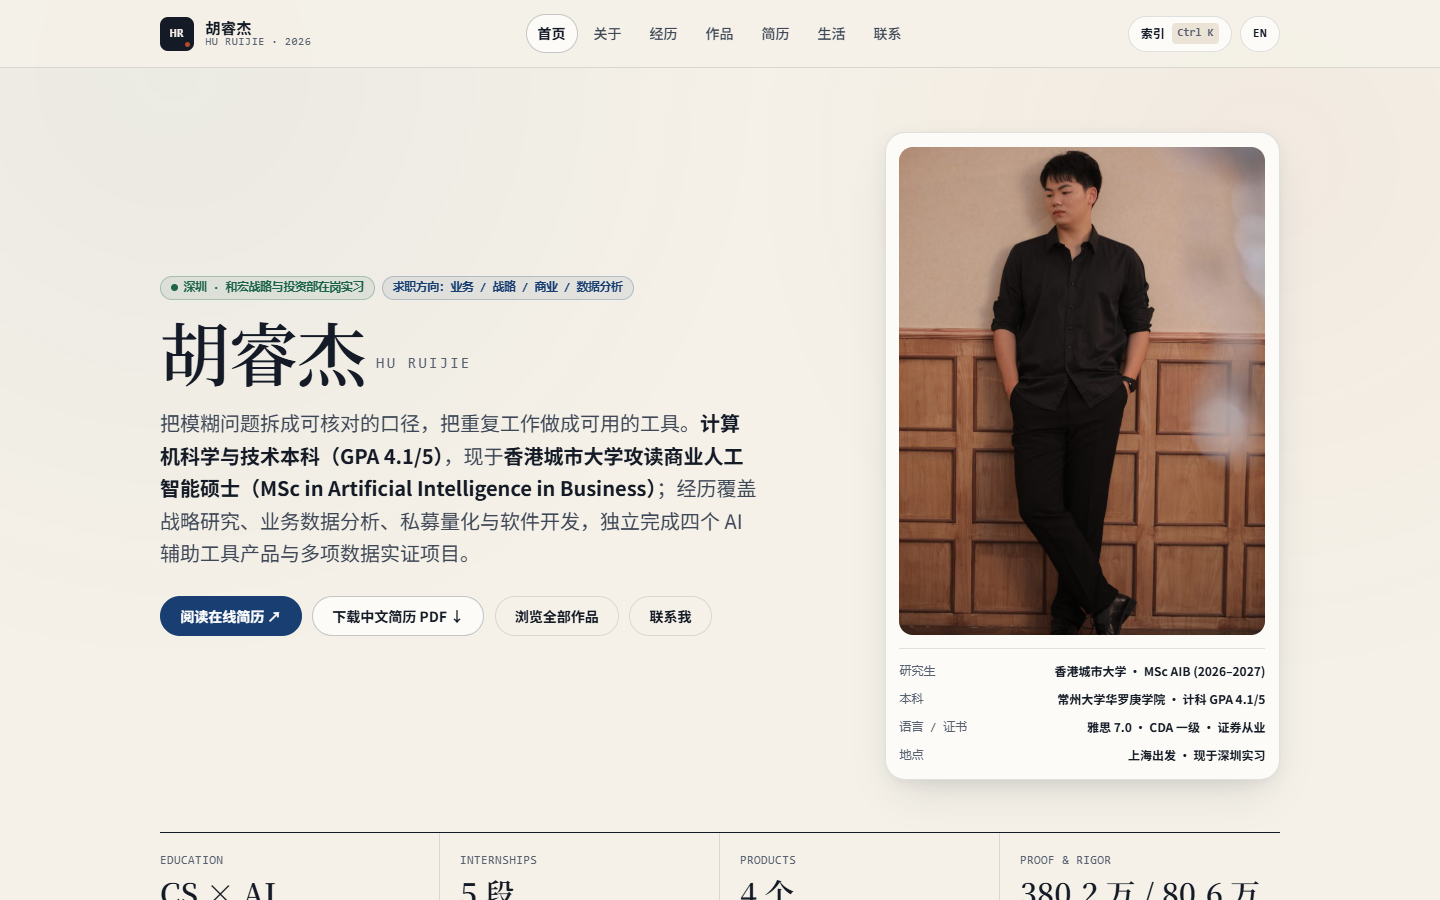 HR
胡睿杰
HU RUIJIE · 2026
首页 关于 经历 作品 简历 生活 联系
索引 Ctrl K
EN
深圳 · 和宏战略与投资部在岗实习
求职方向：业务 / 战略 / 商业 / 数据分析
胡睿杰 HU RUIJIE
把模糊问题拆成可核对的口径，把重复工作做成可用的工具。计算
机科学与技术本科（GPA 4.1/5），现于香港城市大学攻读商业人工
智能硕士（MSc in Artificial Intelligence in Business）；经历覆盖
战略研究、业务数据分析、私募量化与软件开发，独立完成四个 AI
辅助工具产品与多项数据实证项目。
阅读在线简历 ↗
下载中文简历 PDF ↓
浏览全部作品
联系我
研究生 香港城市大学 · MSc AIB (2026–2027)
本科 常州大学华罗庚学院 · 计科 GPA 4.1/5
语言 / 证书 雅思 7.0 · CDA 一级 · 证券从业
地点 上海出发 · 现于深圳实习
EDUCATION
CS × AI
INTERNSHIPS
5 段
PRODUCTS
4 个
PROOF & RIGOR
380.2 万 / 80.6 万